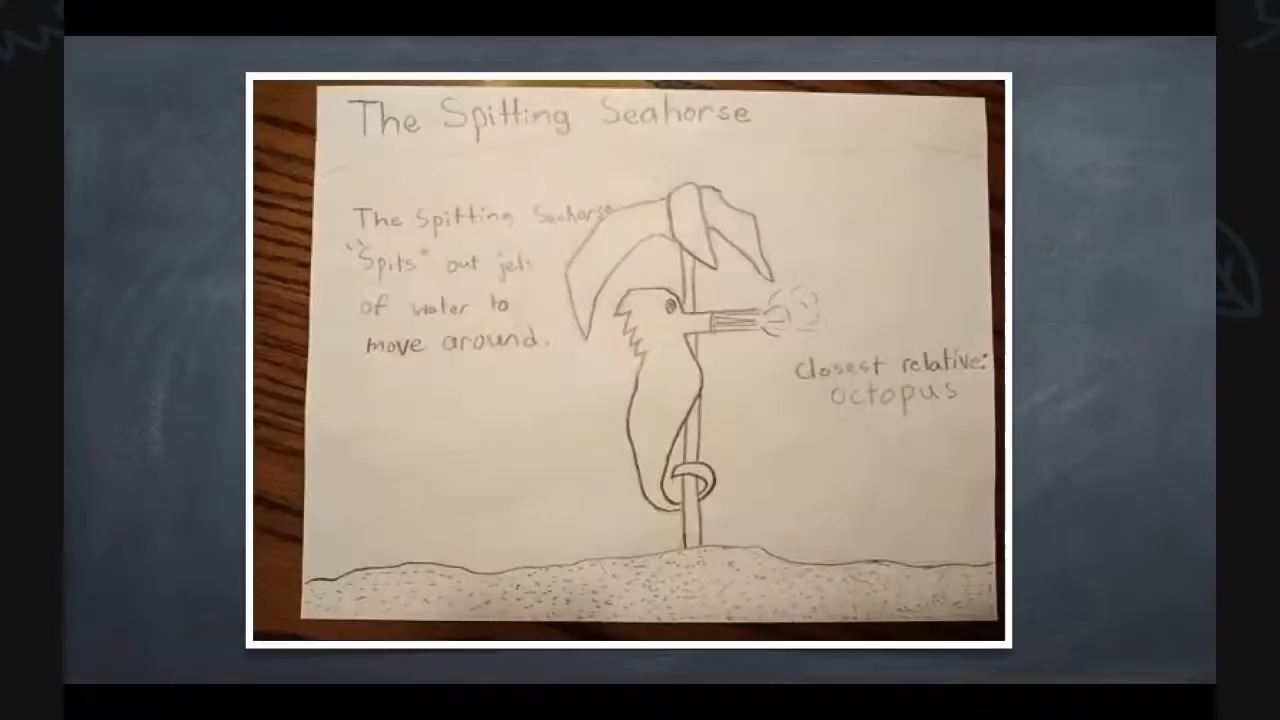 The Spitting Seahorse
The Spitting Seahorse
"Spits" out jets
of water to
move around.
closest relative:
octopus